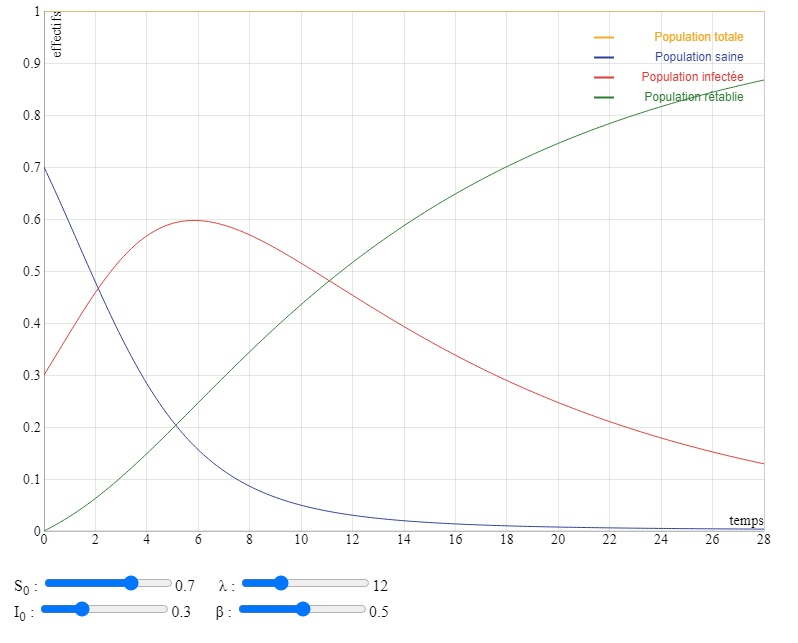 effectifs
1
0.9
0.8
0.7
0.6
0.5
0.4
0.3
0.2
0.1
0
Population totale
Population saine
Population infectée
Population rétablie
temps
0 2 4 6 8 10 12 14 16 18 20 22 24 26 28
S0 : 0.7 λ : 12
I0 : 0.3 β : 0.5